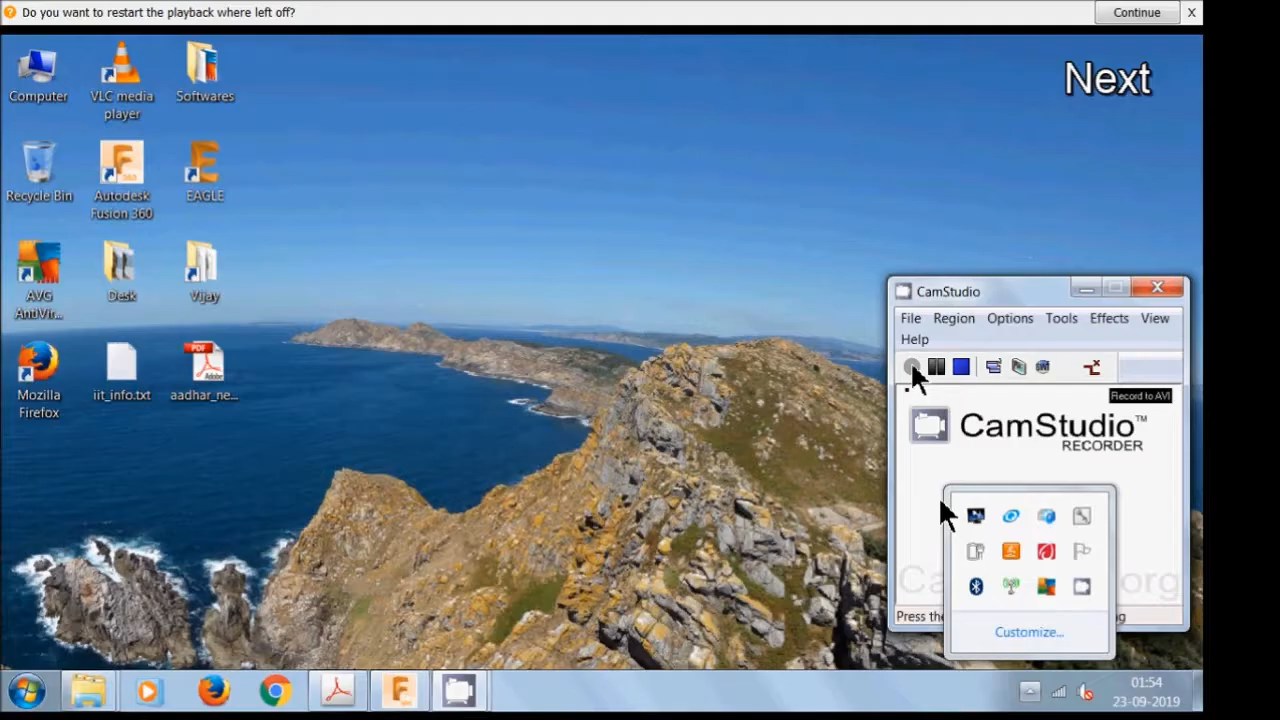 Do you want to restart the playback where left off?
Continue
X
Next
Computer
VLC media
player
Softwares
Recycle Bin
Autodesk
Fusion 360
EAGLE
AVG
AntiVir...
Desk
Vijay
Mozilla
Firefox
iit_info.txt
aadhar_ne...
CamStudio
File Region Options Tools Effects View
Help
Record to AVI
CamStudio™
RECORDER
Press the
Customize...
01:54
23-09-2019